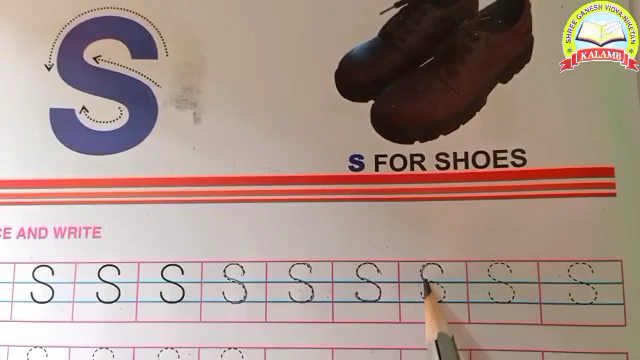 S
SHREE GANESH VIDYA-NIKETAN
KALAMB
S FOR SHOES
CE AND WRITE
S S S S S S S S S